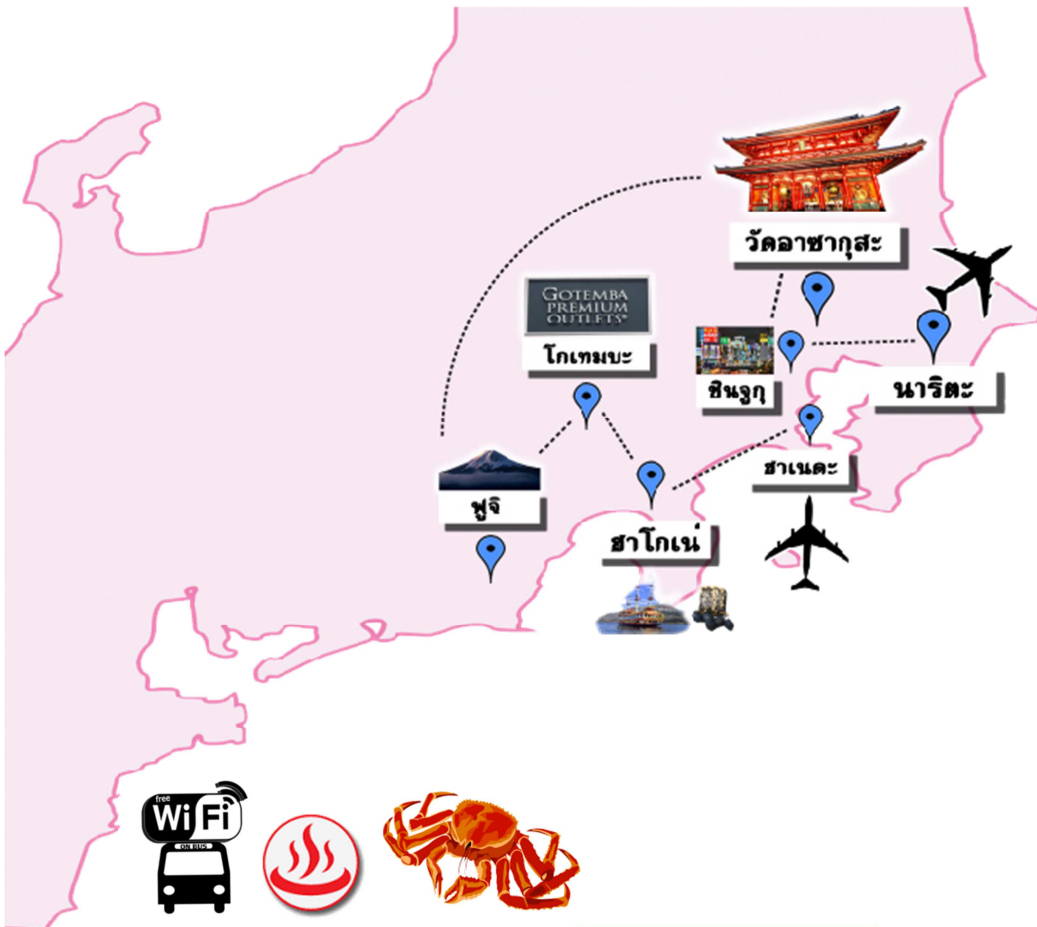 วัดอาซากุสะ
GOTEMBA
PREMIUM
OUTLETS®
โกเทมบะ
ชินจูกุ
นาริตะ
ฮาเนดะ
ฟูจิ
ฮาโกเน่
free
WiFi
ON BUS